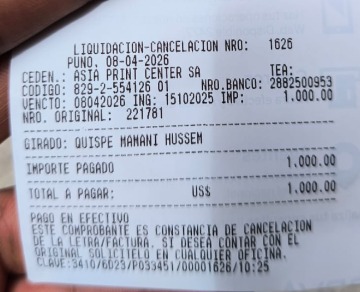 LIQUIDACION-CANCELACION NRO: 1626
PUNO, 08-04-2026
CEDEN.: ASIA PRINT CENTER SA TEA:
CODIGO: 829-2-554126 01 NRO.BANCO: 2882500953
VENCTO: 08042026 ING: 15102025 IMP: 1.000.00
NRO. ORIGINAL: 221781
GIRADO: QUISPE MAMANI HUSSEM
IMPORTE PAGADO 1.000.00
TOTAL A PAGAR: US$ 1.000.00
PAGO EN EFECTIVO
ESTE COMPROBANTE ES CONSTANCIA DE CANCELACION
DE LA LETRA/FACTURA. SI DESEA CONTAR CON EL
ORIGINAL SOLICITELO EN CUALQUIER OFICINA.
CLAVE:3410/6D23/P033451/00001626/10:25